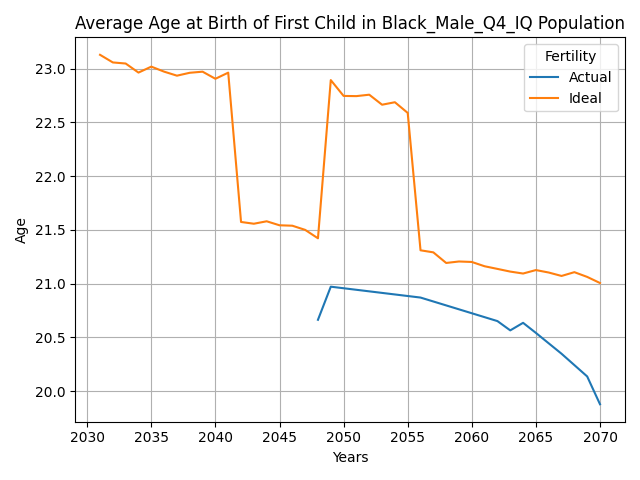 Average Age at Birth of First Child in Black_Male_Q4_IQ Population
Fertility
Actual
Ideal
Age
23.0
22.5
22.0
21.5
21.0
20.5
20.0
2030 2035 2040 2045 2050 2055 2060 2065 2070
Years